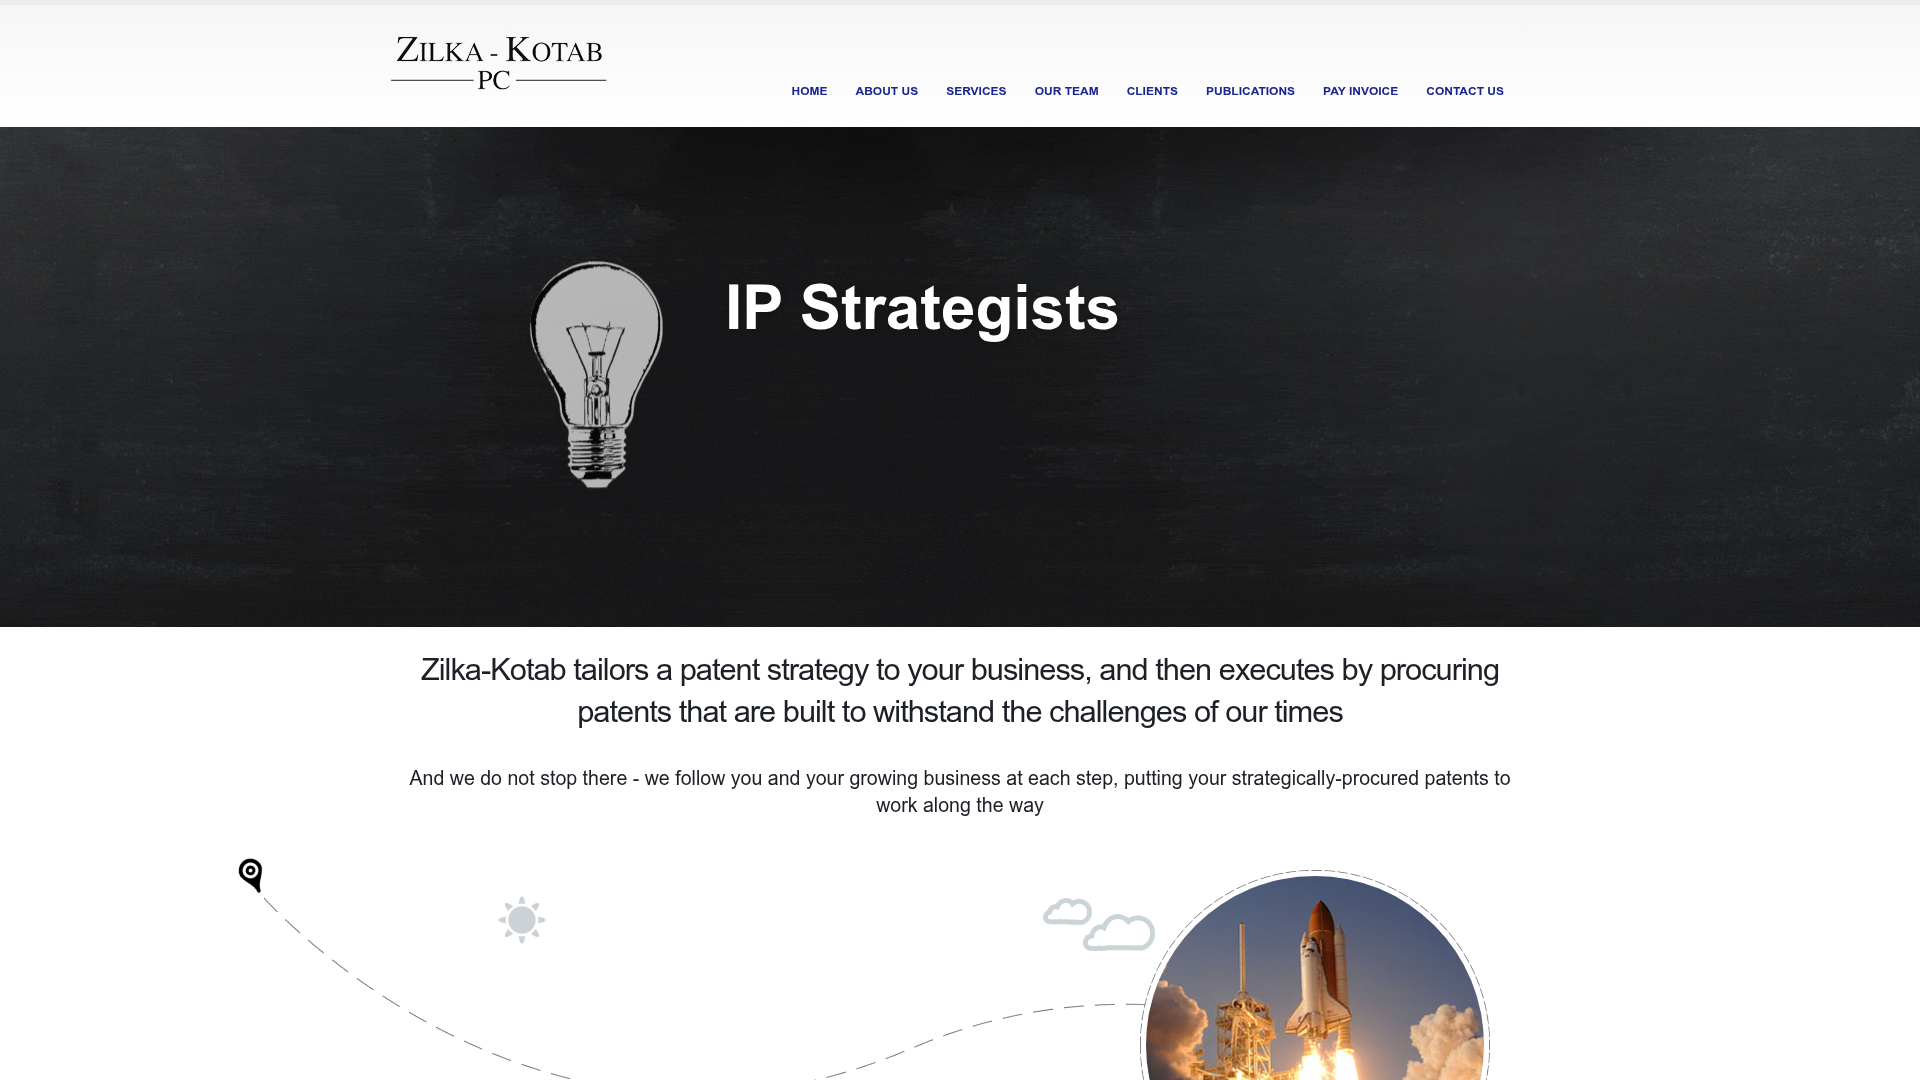 ZILKA - KOTAB
PC
HOME ABOUT US SERVICES OUR TEAM CLIENTS PUBLICATIONS PAY INVOICE CONTACT US
IP Strategists
Zilka-Kotab tailors a patent strategy to your business, and then executes by procuring
patents that are built to withstand the challenges of our times
And we do not stop there - we follow you and your growing business at each step, putting your strategically-procured patents to
work along the way